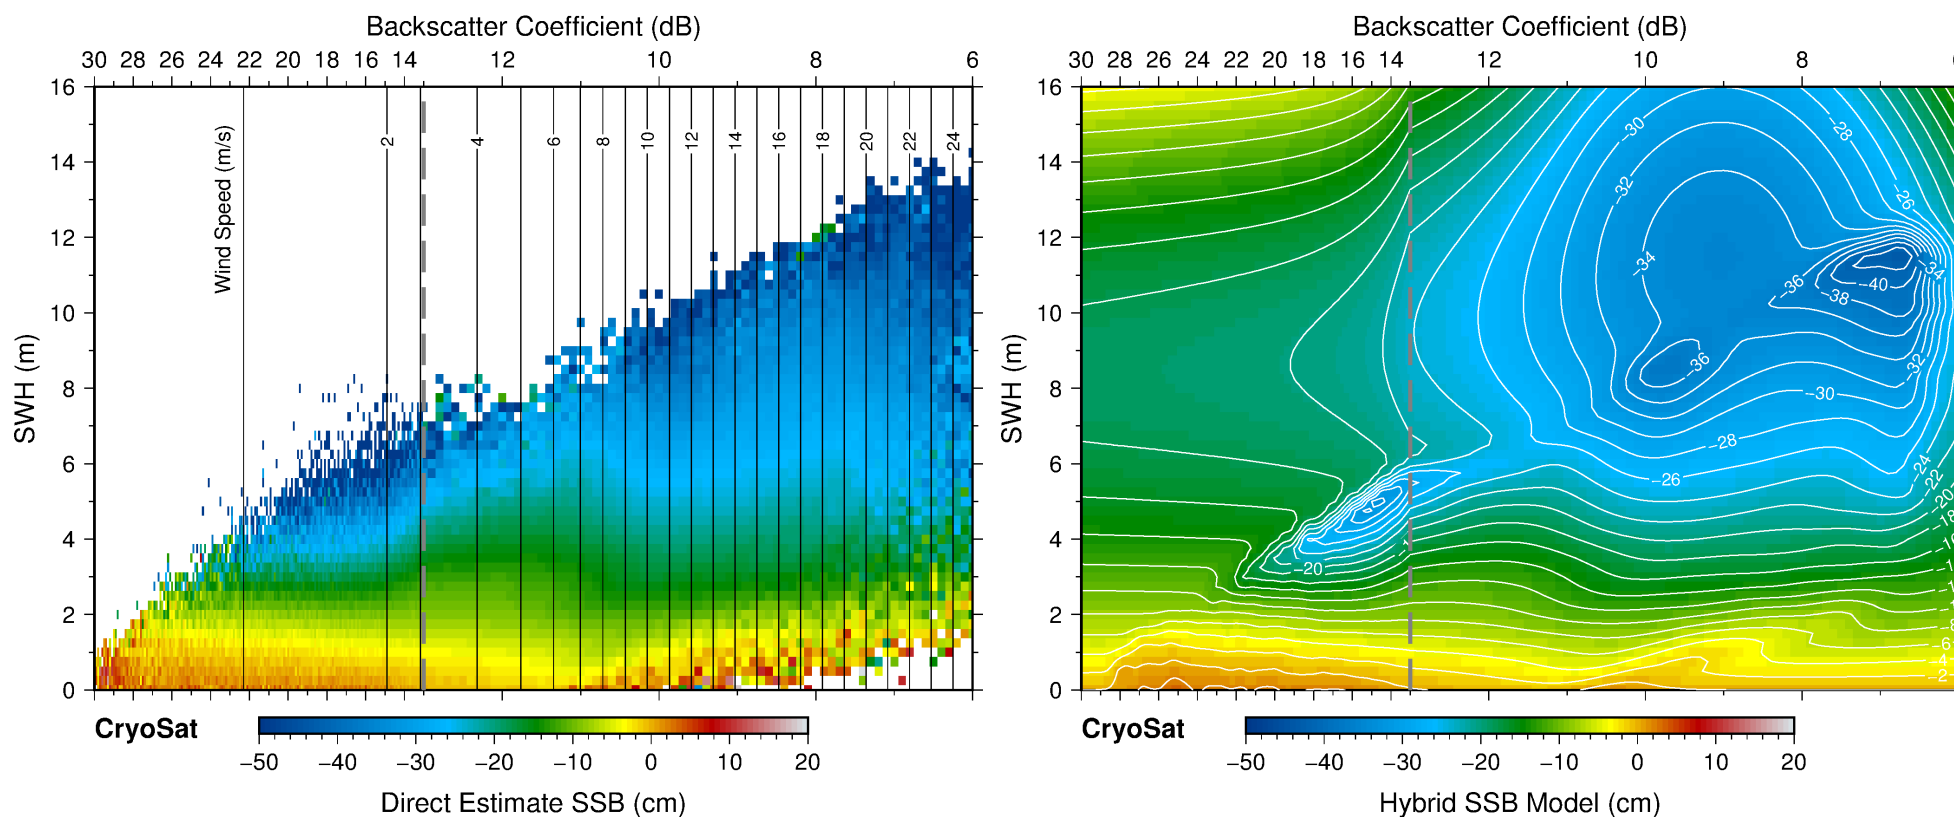 Backscatter Coefficient (dB)
30 28 26 24 22 20 18 16 14 12 10 8 6
16
14
12
10
8
6
4
2
0
SWH (m)
Wind Speed (m/s)
2 4 6 8 10 12 14 16 18 20 22 24
CryoSat
−50 −40 −30 −20 −10 0 10 20
Direct Estimate SSB (cm)
Backscatter Coefficient (dB)
30 28 26 24 22 20 18 16 14 12 10 8
16
14
12
10
8
6
4
2
0
SWH (m)
−30
−28
−32
−26
−34
−34
−36
−40
−38
−36
−32
−30
−28
−24
−26
−22
−20
−18
−20
−6
−4
−2
CryoSat
−50 −40 −30 −20 −10 0 10 20
Hybrid SSB Model (cm)